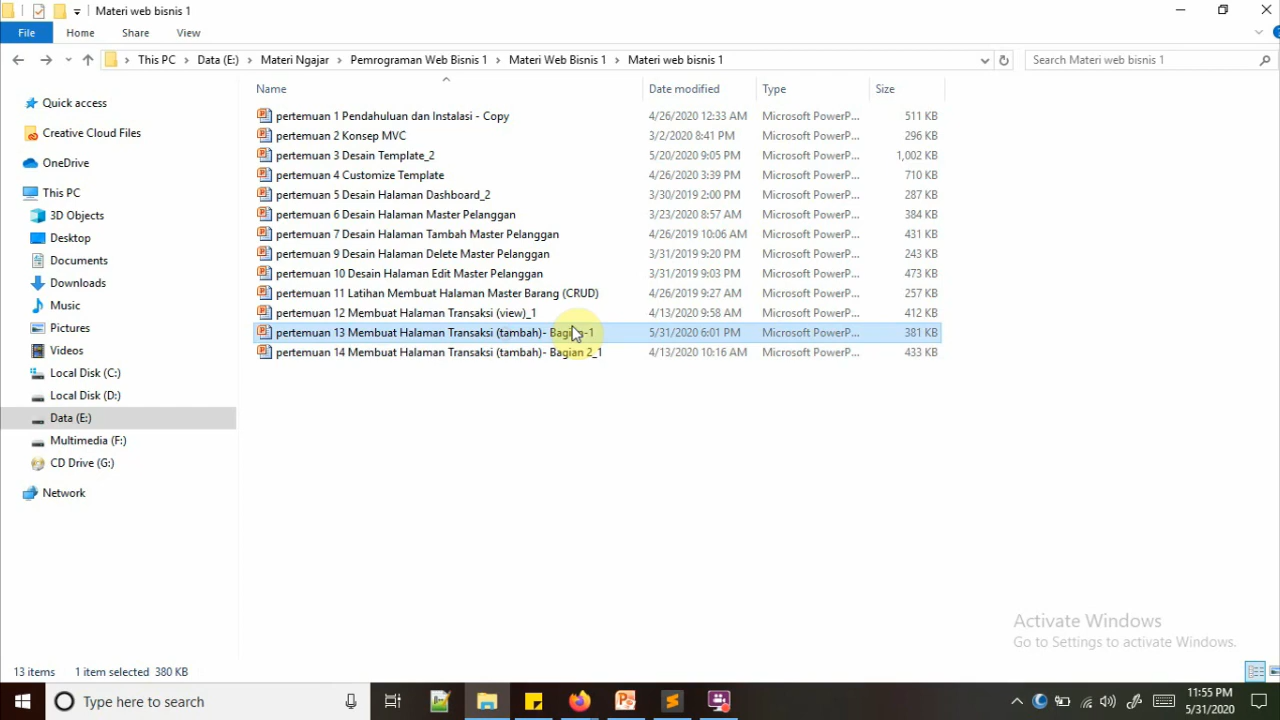 Materi web bisnis 1
File Home Share View
This PC Data (E:) Materi Ngajar Pemrograman Web Bisnis 1 Materi Web Bisnis 1 Materi web bisnis 1
Search Materi web bisnis 1
Name Date modified Type Size
pertemuan 1 Pendahuluan dan Instalasi - Copy 4/26/2020 12:33 AM Microsoft PowerP... 511 KB
pertemuan 2 Konsep MVC 3/2/2020 8:41 PM Microsoft PowerP... 296 KB
pertemuan 3 Desain Template_2 5/20/2020 9:05 PM Microsoft PowerP... 1,002 KB
pertemuan 4 Customize Template 4/26/2020 3:39 PM Microsoft PowerP... 710 KB
pertemuan 5 Desain Halaman Dashboard_2 3/30/2019 2:00 PM Microsoft PowerP... 287 KB
pertemuan 6 Desain Halaman Master Pelanggan 3/23/2020 8:57 AM Microsoft PowerP... 384 KB
pertemuan 7 Desain Halaman Tambah Master Pelanggan 4/26/2019 10:06 AM Microsoft PowerP... 431 KB
pertemuan 9 Desain Halaman Delete Master Pelanggan 3/31/2019 9:20 PM Microsoft PowerP... 243 KB
pertemuan 10 Desain Halaman Edit Master Pelanggan 3/31/2019 9:03 PM Microsoft PowerP... 473 KB
pertemuan 11 Latihan Membuat Halaman Master Barang (CRUD) 4/26/2019 9:27 AM Microsoft PowerP... 257 KB
pertemuan 12 Membuat Halaman Transaksi (view)_1 4/13/2020 9:58 AM Microsoft PowerP... 412 KB
pertemuan 13 Membuat Halaman Transaksi (tambah)- 5/31/2020 6:01 PM Microsoft PowerP... 381 KB
pertemuan 14 Membuat Halaman Transaksi (tambah)- Bagian 2_1 4/13/2020 10:16 AM Microsoft PowerP... 433 KB
Quick access
Creative Cloud Files
OneDrive
This PC
3D Objects
Desktop
Documents
Downloads
Music
Pictures
Videos
Local Disk (C:)
Local Disk (D:)
Data (E:)
Multimedia (F:)
CD Drive (G:)
Network
Activate Windows
Go to Settings to activate Windows.
13 items 1 item selected 380 KB
Type here to search
11:55 PM
5/31/2020